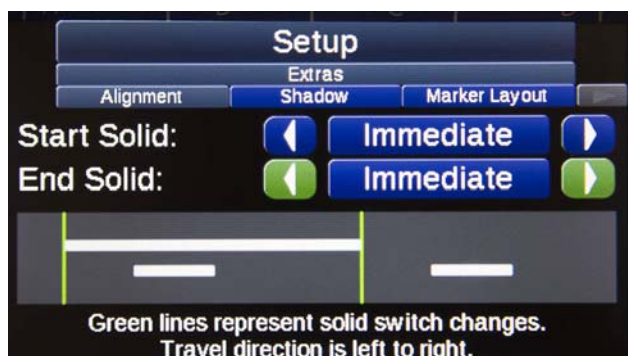 Setup
Extras
Alignment Shadow Marker Layout
Start Solid: Immediate
End Solid: Immediate
Green lines represent solid switch changes.
Travel direction is left to right.